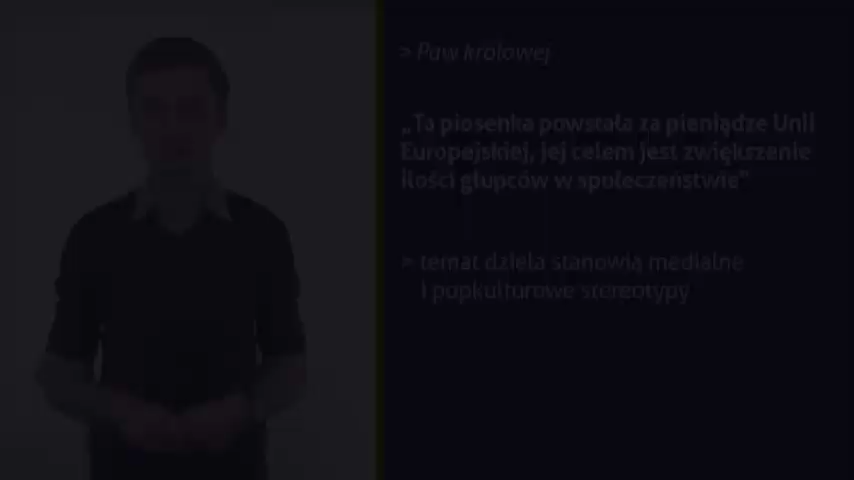 > Paw królowej
„Ta piosenka powstała za pieniądze Unii
Europejskiej, jej celem jest zwiększenie
ilości głupców w społeczeństwie”
> temat dzieła stanowią medialne
i popkulturowe stereotypy